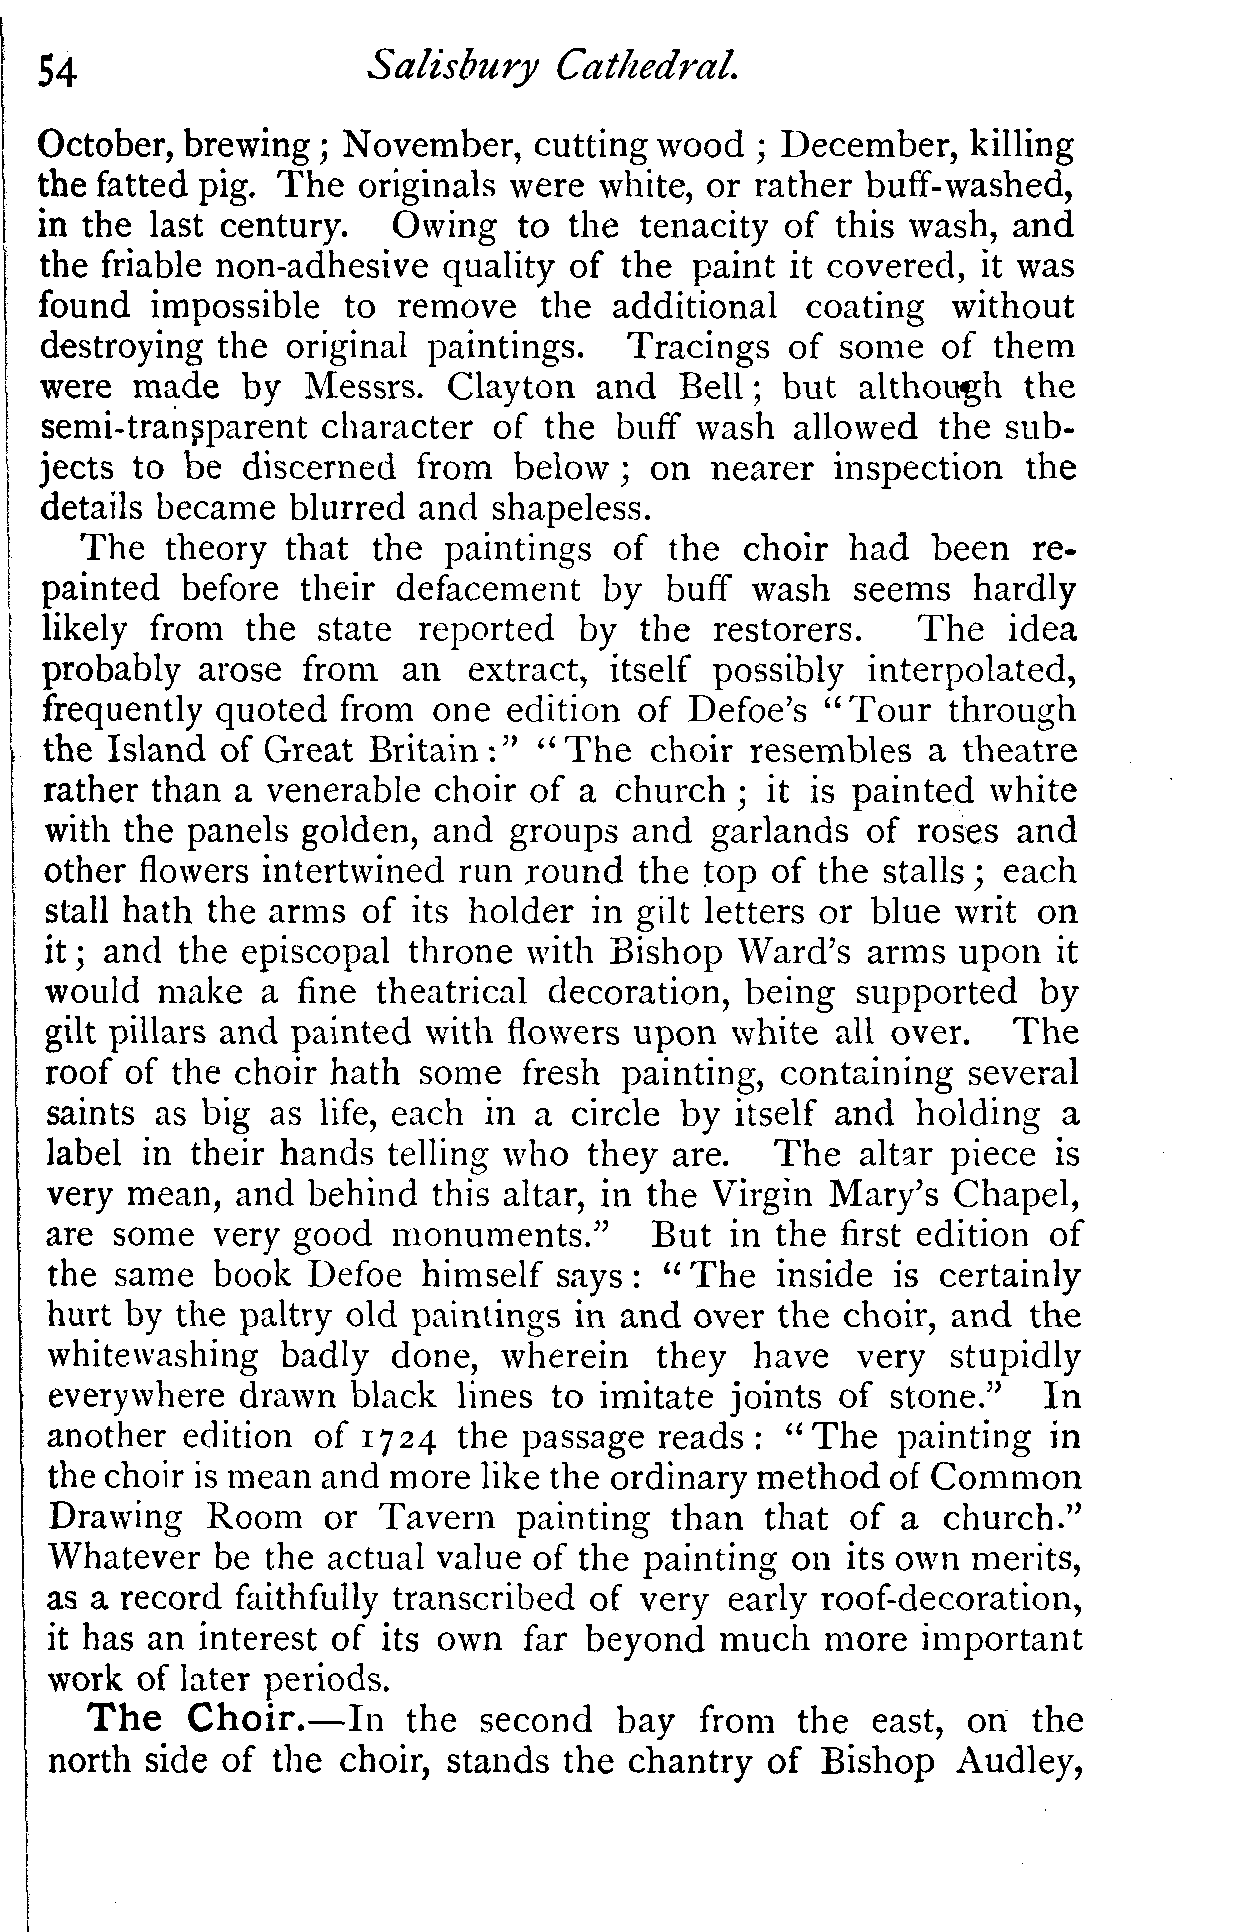 54 Salisbury Cathedral.
October, brewing ; November, cutting wood ; December, killing
the fatted pig. The originals were white, or rather buff-washed,
in the last century. Owing to the tenacity of this wash, and
the friable non-adhesive quality of the paint it covered, it was
found impossible to remove the additional coating without
destroying the original paintings. Tracings of some of them
were made by Messrs. Clayton and Bell ; but although the
semi-transparent character of the buff wash allowed the sub-
jects to be discerned from below ; on nearer inspection the
details became blurred and shapeless.
The theory that the paintings of the choir had been re-
painted before their defacement by buff wash seems hardly
likely from the state reported by the restorers. The idea
probably arose from an extract, itself possibly interpolated,
frequently quoted from one edition of Defoe's “Tour through
the Island of Great Britain :” “The choir resembles a theatre
rather than a venerable choir of a church ; it is painted white
with the panels golden, and groups and garlands of roses and
other flowers intertwined run round the top of the stalls ; each
stall hath the arms of its holder in gilt letters or blue writ on
it ; and the episcopal throne with Bishop Ward's arms upon it
would make a fine theatrical decoration, being supported by
gilt pillars and painted with flowers upon white all over. The
roof of the choir hath some fresh painting, containing several
saints as big as life, each in a circle by itself and holding a
label in their hands telling who they are. The altar piece is
very mean, and behind this altar, in the Virgin Mary's Chapel,
are some very good monuments.” But in the first edition of
the same book Defoe himself says : “The inside is certainly
hurt by the paltry old paintings in and over the choir, and the
whitewashing badly done, wherein they have very stupidly
everywhere drawn black lines to imitate joints of stone.” In
another edition of 1724 the passage reads : “The painting in
the choir is mean and more like the ordinary method of Common
Drawing Room or Tavern painting than that of a church.”
Whatever be the actual value of the painting on its own merits,
as a record faithfully transcribed of very early roof-decoration,
it has an interest of its own far beyond much more important
work of later periods.
The Choir.—In the second bay from the east, on the
north side of the choir, stands the chantry of Bishop Audley,